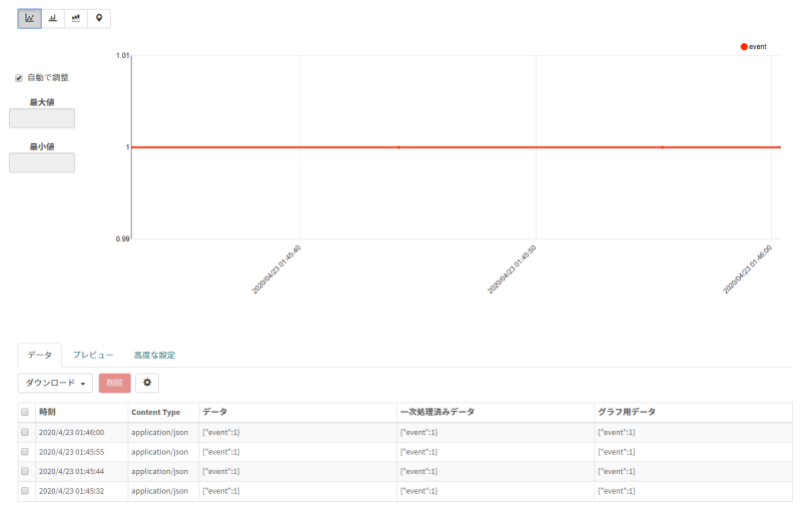 event
1.01
自動で調整
最大値
最小値
1
0.99
2020/04/23 01:45:40
2020/04/23 01:45:50
2020/04/23 01:46:00
データ プレビュー 高度な設定
ダウンロード 削除
時刻 Content Type データ 一次処理済みデータ グラフ用データ
2020/4/23 01:46:00 application/json {"event":1} {"event":1} {"event":1}
2020/4/23 01:45:55 application/json {"event":1} {"event":1} {"event":1}
2020/4/23 01:45:44 application/json {"event":1} {"event":1} {"event":1}
2020/4/23 01:45:32 application/json {"event":1} {"event":1} {"event":1}